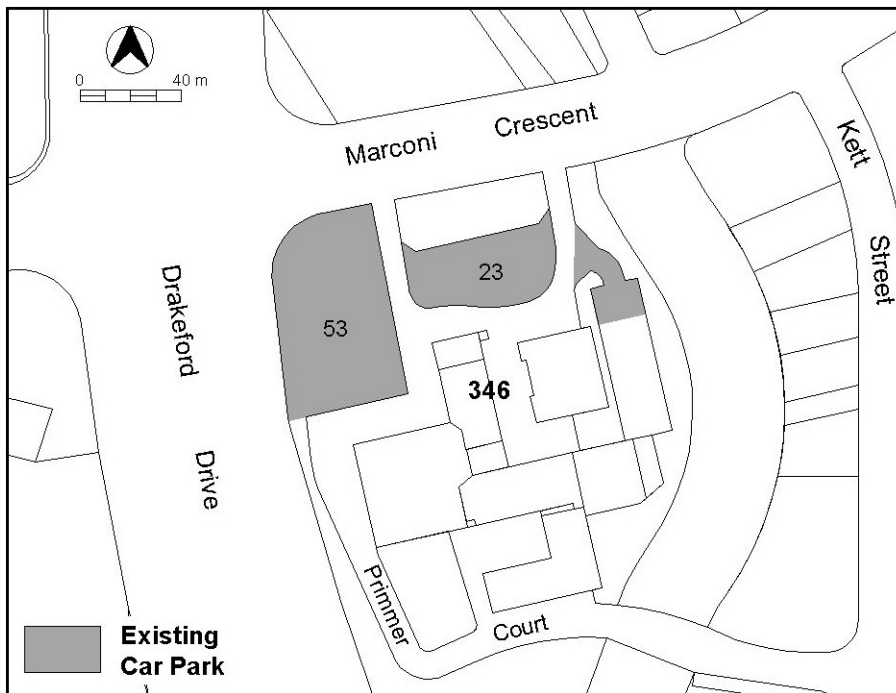 0 40 m
Marconi Crescent
Kett
Street
Drakeford
Drive
53
23
346
Primmer
Court
Existing
Car Park